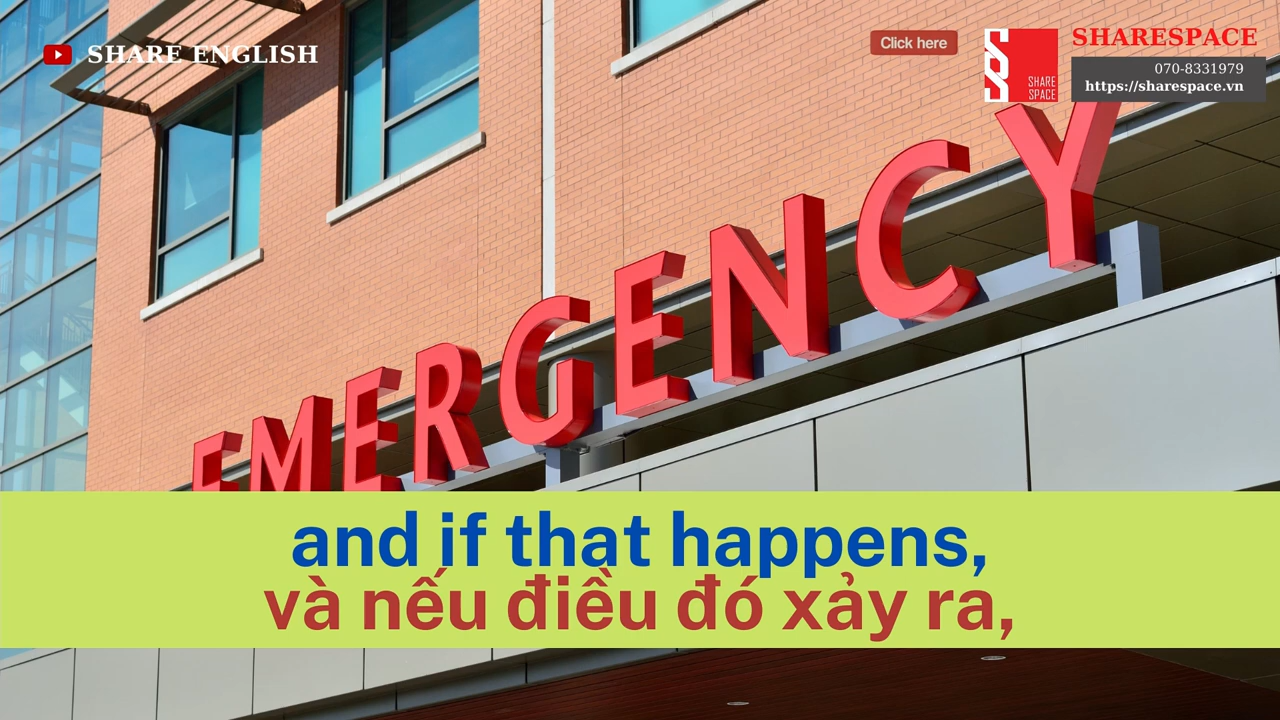 SHARE ENGLISH
Click here
SHARE
SPACE
SHARESPACE
070-8331979
https://sharespace.vn
EMERGENCY
and if that happens,
và nếu điều đó xảy ra,